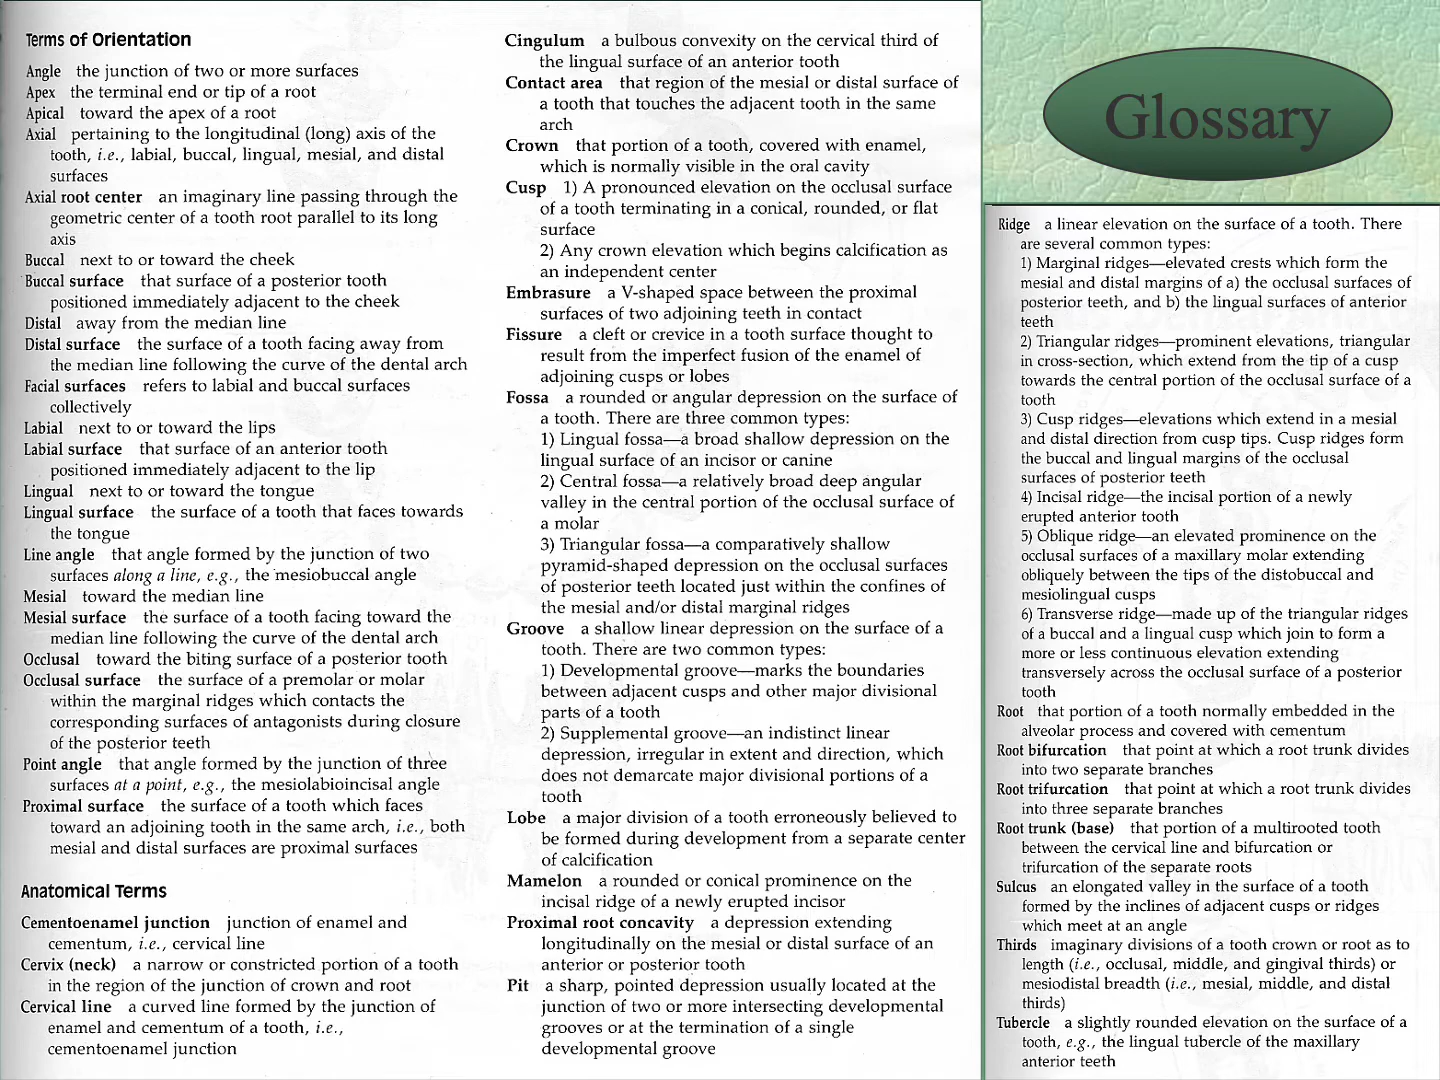 Terms of Orientation
Angle the junction of two or more surfaces
Apex the terminal end or tip of a root
Apical toward the apex of a root
Axial pertaining to the longitudinal (long) axis of the
tooth, i.e., labial, buccal, lingual, mesial, and distal
surfaces
Axial root center an imaginary line passing through the
geometric center of a tooth root parallel to its long
axis
Buccal next to or toward the cheek
Buccal surface that surface of a posterior tooth
positioned immediately adjacent to the cheek
Distal away from the median line
Distal surface the surface of a tooth facing away from
the median line following the curve of the dental arch
Facial surfaces refers to labial and buccal surfaces
collectively
Labial next to or toward the lips
Labial surface that surface of an anterior tooth
positioned immediately adjacent to the lip
Lingual next to or toward the tongue
Lingual surface the surface of a tooth that faces towards
the tongue
Line angle that angle formed by the junction of two
surfaces along a line, e.g., the mesiobuccal angle
Mesial toward the median line
Mesial surface the surface of a tooth facing toward the
median line following the curve of the dental arch
Occlusal toward the biting surface of a posterior tooth
Occlusal surface the surface of a premolar or molar
within the marginal ridges which contacts the
corresponding surfaces of antagonists during closure
of the posterior teeth
Point angle that angle formed by the junction of three
surfaces at a point, e.g., the mesiolabioincisal angle
Proximal surface the surface of a tooth which faces
toward an adjoining tooth in the same arch, i.e., both
mesial and distal surfaces are proximal surfaces
Anatomical Terms
Cementoenamel junction junction of enamel and
cementum, i.e., cervical line
Cervix (neck) a narrow or constricted portion of a tooth
in the region of the junction of crown and root
Cervical line a curved line formed by the junction of
enamel and cementum of a tooth, i.e.,
cementoenamel junction
Cingulum a bulbous convexity on the cervical third of
the lingual surface of an anterior tooth
Contact area that region of the mesial or distal surface of
a tooth that touches the adjacent tooth in the same
arch
Crown that portion of a tooth, covered with enamel,
which is normally visible in the oral cavity
Cusp 1) A pronounced elevation on the occlusal surface
of a tooth terminating in a conical, rounded, or flat
surface
2) Any crown elevation which begins calcification as
an independent center
Embrasure a V-shaped space between the proximal
surfaces of two adjoining teeth in contact
Fissure a cleft or crevice in a tooth surface thought to
result from the imperfect fusion of the enamel of
adjoining cusps or lobes
Fossa a rounded or angular depression on the surface of
a tooth. There are three common types:
1) Lingual fossa—a broad shallow depression on the
lingual surface of an incisor or canine
2) Central fossa—a relatively broad deep angular
valley in the central portion of the occlusal surface of
a molar
3) Triangular fossa—a comparatively shallow
pyramid-shaped depression on the occlusal surfaces
of posterior teeth located just within the confines of
the mesial and/or distal marginal ridges
Groove a shallow linear depression on the surface of a
tooth. There are two common types:
1) Developmental groove—marks the boundaries
between adjacent cusps and other major divisional
parts of a tooth
2) Supplemental groove—an indistinct linear
depression, irregular in extent and direction, which
does not demarcate major divisional portions of a
tooth
Lobe a major division of a tooth erroneously believed to
be formed during development from a separate center
of calcification
Mamelon a rounded or conical prominence on the
incisal ridge of a newly erupted incisor
Proximal root concavity a depression extending
longitudinally on the mesial or distal surface of an
anterior or posterior tooth
Pit a sharp, pointed depression usually located at the
junction of two or more intersecting developmental
grooves or at the termination of a single
developmental groove
Glossary
Ridge a linear elevation on the surface of a tooth. There
are several common types:
1) Marginal ridges—elevated crests which form the
mesial and distal margins of a) the occlusal surfaces of
posterior teeth, and b) the lingual surfaces of anterior
teeth
2) Triangular ridges—prominent elevations, triangular
in cross-section, which extend from the tip of a cusp
towards the central portion of the occlusal surface of a
tooth
3) Cusp ridges—elevations which extend in a mesial
and distal direction from cusp tips. Cusp ridges form
the buccal and lingual margins of the occlusal
surfaces of posterior teeth
4) Incisal ridge—the incisal portion of a newly
erupted anterior tooth
5) Oblique ridge—an elevated prominence on the
occlusal surfaces of a maxillary molar extending
obliquely between the tips of the distobuccal and
mesiolingual cusps
6) Transverse ridge—made up of the triangular ridges
of a buccal and a lingual cusp which join to form a
more or less continuous elevation extending
transversely across the occlusal surface of a posterior
tooth
Root that portion of a tooth normally embedded in the
alveolar process and covered with cementum
Root bifurcation that point at which a root trunk divides
into two separate branches
Root trifurcation that point at which a root trunk divides
into three separate branches
Root trunk (base) that portion of a multirooted tooth
between the cervical line and bifurcation or
trifurcation of the separate roots
Sulcus an elongated valley in the surface of a tooth
formed by the inclines of adjacent cusps or ridges
which meet at an angle
Thirds imaginary divisions of a tooth crown or root as to
length (i.e., occlusal, middle, and gingival thirds) or
mesiodistal breadth (i.e., mesial, middle, and distal
thirds)
Tubercle a slightly rounded elevation on the surface of a
tooth, e.g., the lingual tubercle of the maxillary
anterior teeth